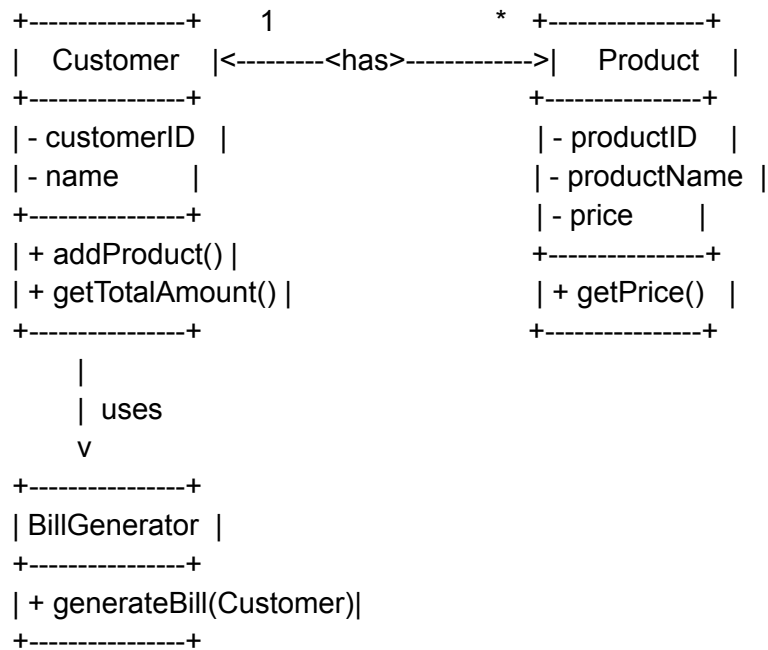 +----------------+ 1 * +----------------+
| Customer |<---------<has>------------->| Product |
+----------------+ +----------------+
| - customerID | | - productID |
| - name | | - productName |
+----------------+ | - price |
| + addProduct() | +----------------+
| + getTotalAmount() | | + getPrice() |
+----------------+ +----------------+
|
| uses
v
+----------------+
| BillGenerator |
+----------------+
| + generateBill(Customer)|
+----------------+